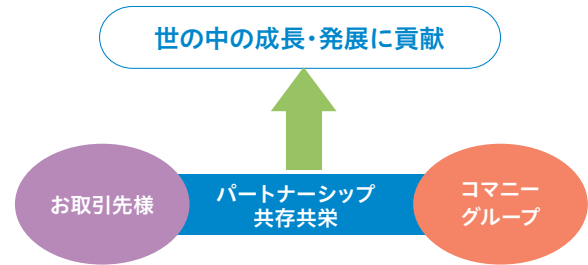 世の中の成長･発展に貢献
お取引先様
パートナーシップ
共存共栄
コマニー
グループ